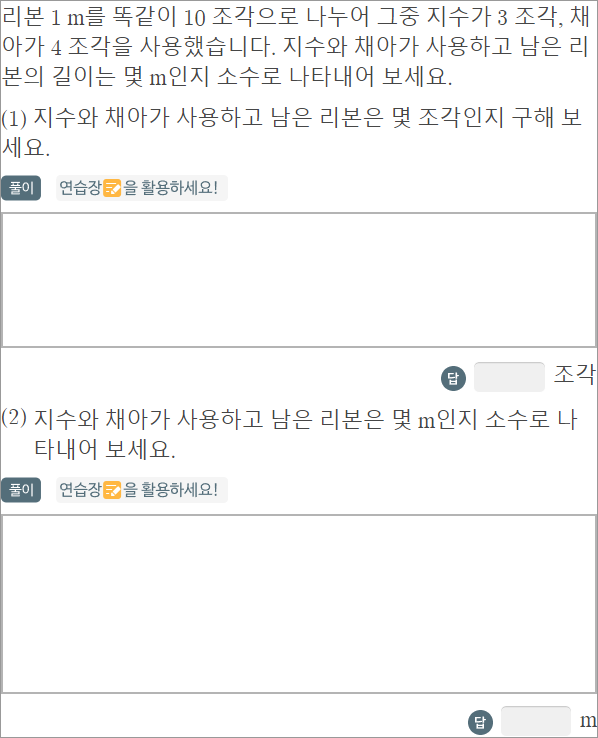 리본 1 m를 똑같이 10 조각으로 나누어 그중 지수가 3 조각, 채
아가 4 조각을 사용했습니다. 지수와 채아가 사용하고 남은 리
본의 길이는 몇 m인지 소수로 나타내어 보세요.
(1) 지수와 채아가 사용하고 남은 리본은 몇 조각인지 구해 보
세요.
풀이 연습장을 활용하세요!
답 조각
(2) 지수와 채아가 사용하고 남은 리본은 몇 m인지 소수로 나
타내어 보세요.
풀이 연습장을 활용하세요!
답 m